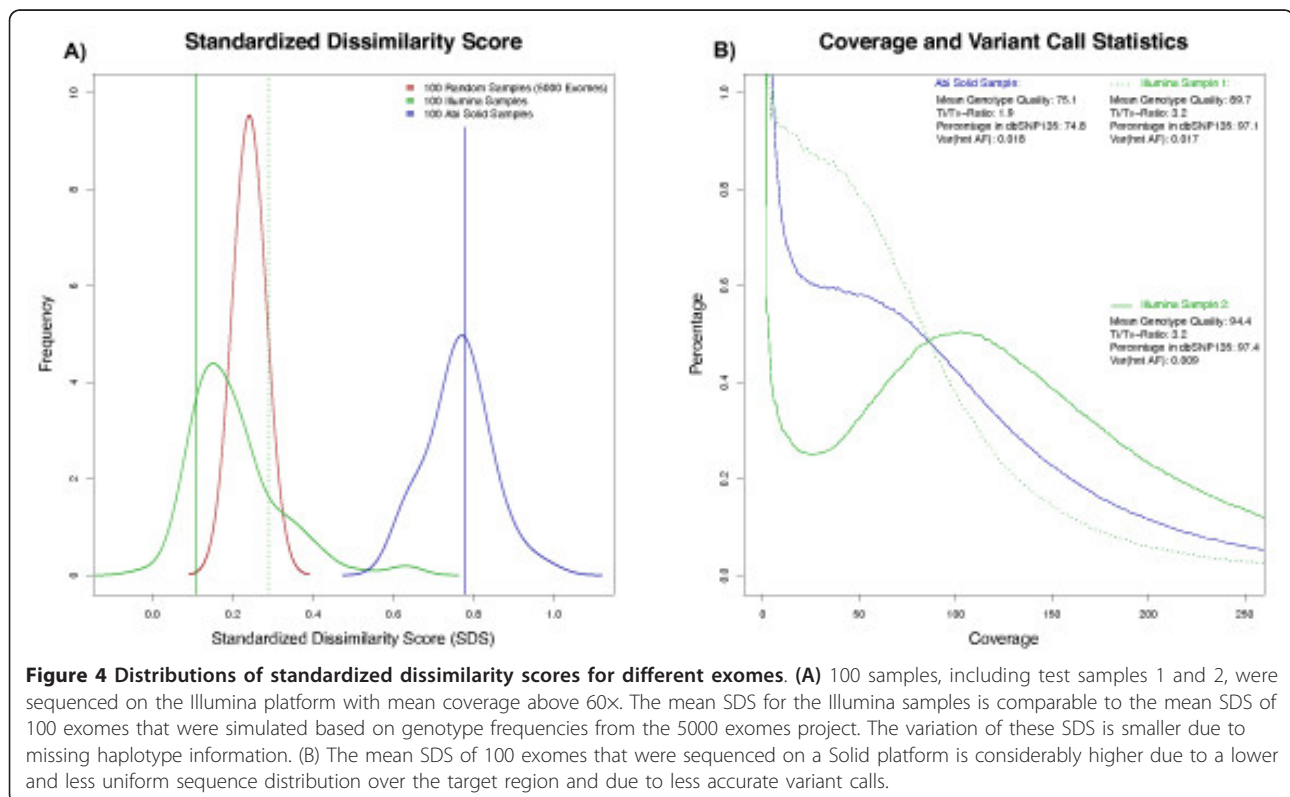 A) Standardized Dissimilarity Score
100 Random Samples (5000 Exomes)
100 Illumina Samples
100 Abi Solid Samples
Frequency
0
2
4
6
8
10
0.0 0.2 0.4 0.6 0.8 1.0
Standardized Dissimilarity Score (SDS)
B) Coverage and Variant Call Statistics
Abi Solid Sample:
Mean Genotype Quality: 75.1
Ti/Tv-Ratio: 1.9
Percentage in dbSNP135: 74.8
Var(het AF): 0.018
Illumina Sample 1:
Mean Genotype Quality: 89.7
Ti/Tv-Ratio: 3.2
Percentage in dbSNP135: 97.1
Var(het AF): 0.017
Illumina Sample 2:
Mean Genotype Quality: 94.4
Ti/Tv-Ratio: 3.2
Percentage in dbSNP135: 97.4
Var(het AF): 0.009
Percentage
0.0
0.2
0.4
0.6
0.8
1.0
0 50 100 150 200 250
Coverage
Figure 4 Distributions of standardized dissimilarity scores for different exomes. (A) 100 samples, including test samples 1 and 2, were
sequenced on the Illumina platform with mean coverage above 60×. The mean SDS for the Illumina samples is comparable to the mean SDS of
100 exomes that were simulated based on genotype frequencies from the 5000 exomes project. The variation of these SDS is smaller due to
missing haplotype information. (B) The mean SDS of 100 exomes that were sequenced on a Solid platform is considerably higher due to a lower
and less uniform sequence distribution over the target region and due to less accurate variant calls.